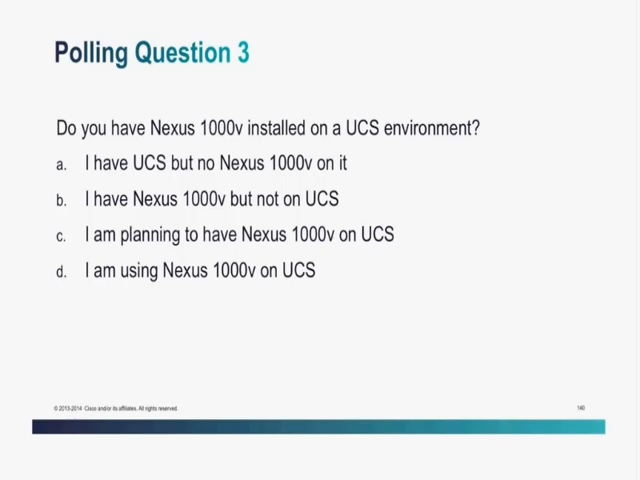 Polling Question 3
Do you have Nexus 1000v installed on a UCS environment?
a. I have UCS but no Nexus 1000v on it
b. I have Nexus 1000v but not on UCS
c. I am planning to have Nexus 1000v on UCS
d. I am using Nexus 1000v on UCS
© 2013-2014 Cisco and/or its affiliates. All rights reserved.
140